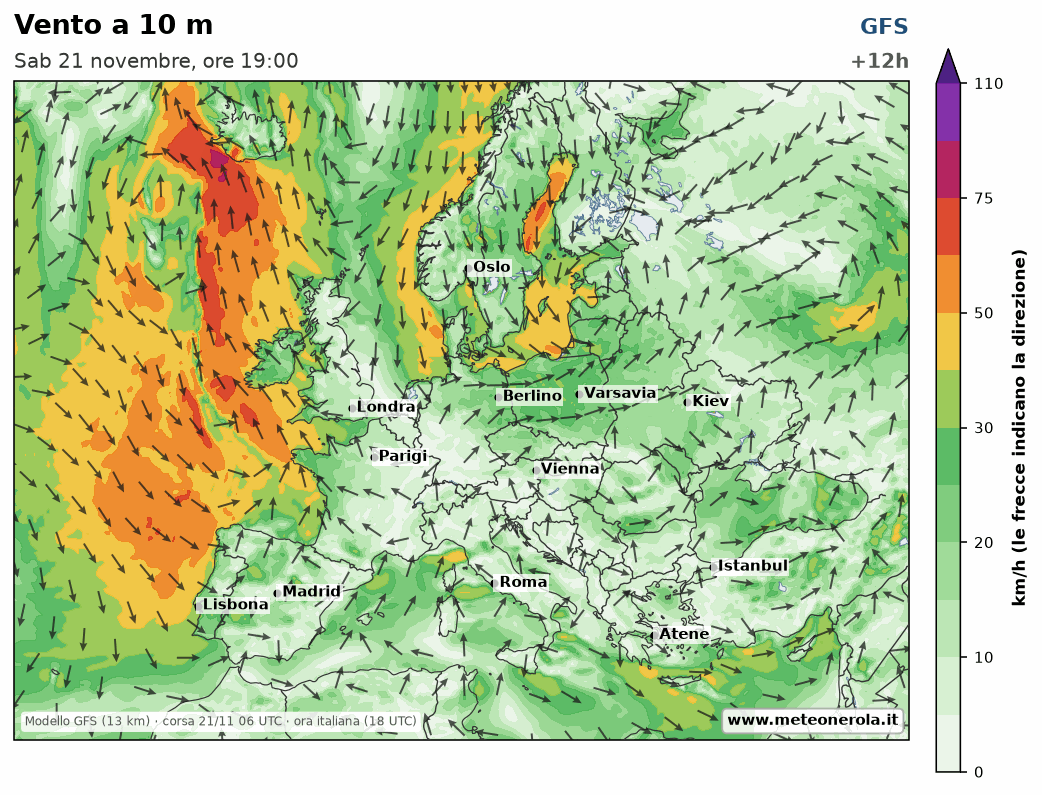 Vento a 10 m
GFS
Sab 21 novembre, ore 19:00
+12h
110
75
50
30
20
10
0
km/h (le frecce indicano la direzione)
Oslo
Berlino
Varsavia
Kiev
Londra
Parigi
Vienna
Istanbul
Roma
Madrid
Lisbona
Atene
Modello GFS (13 km) · corsa 21/11 06 UTC · ora italiana (18 UTC)
www.meteonerola.it